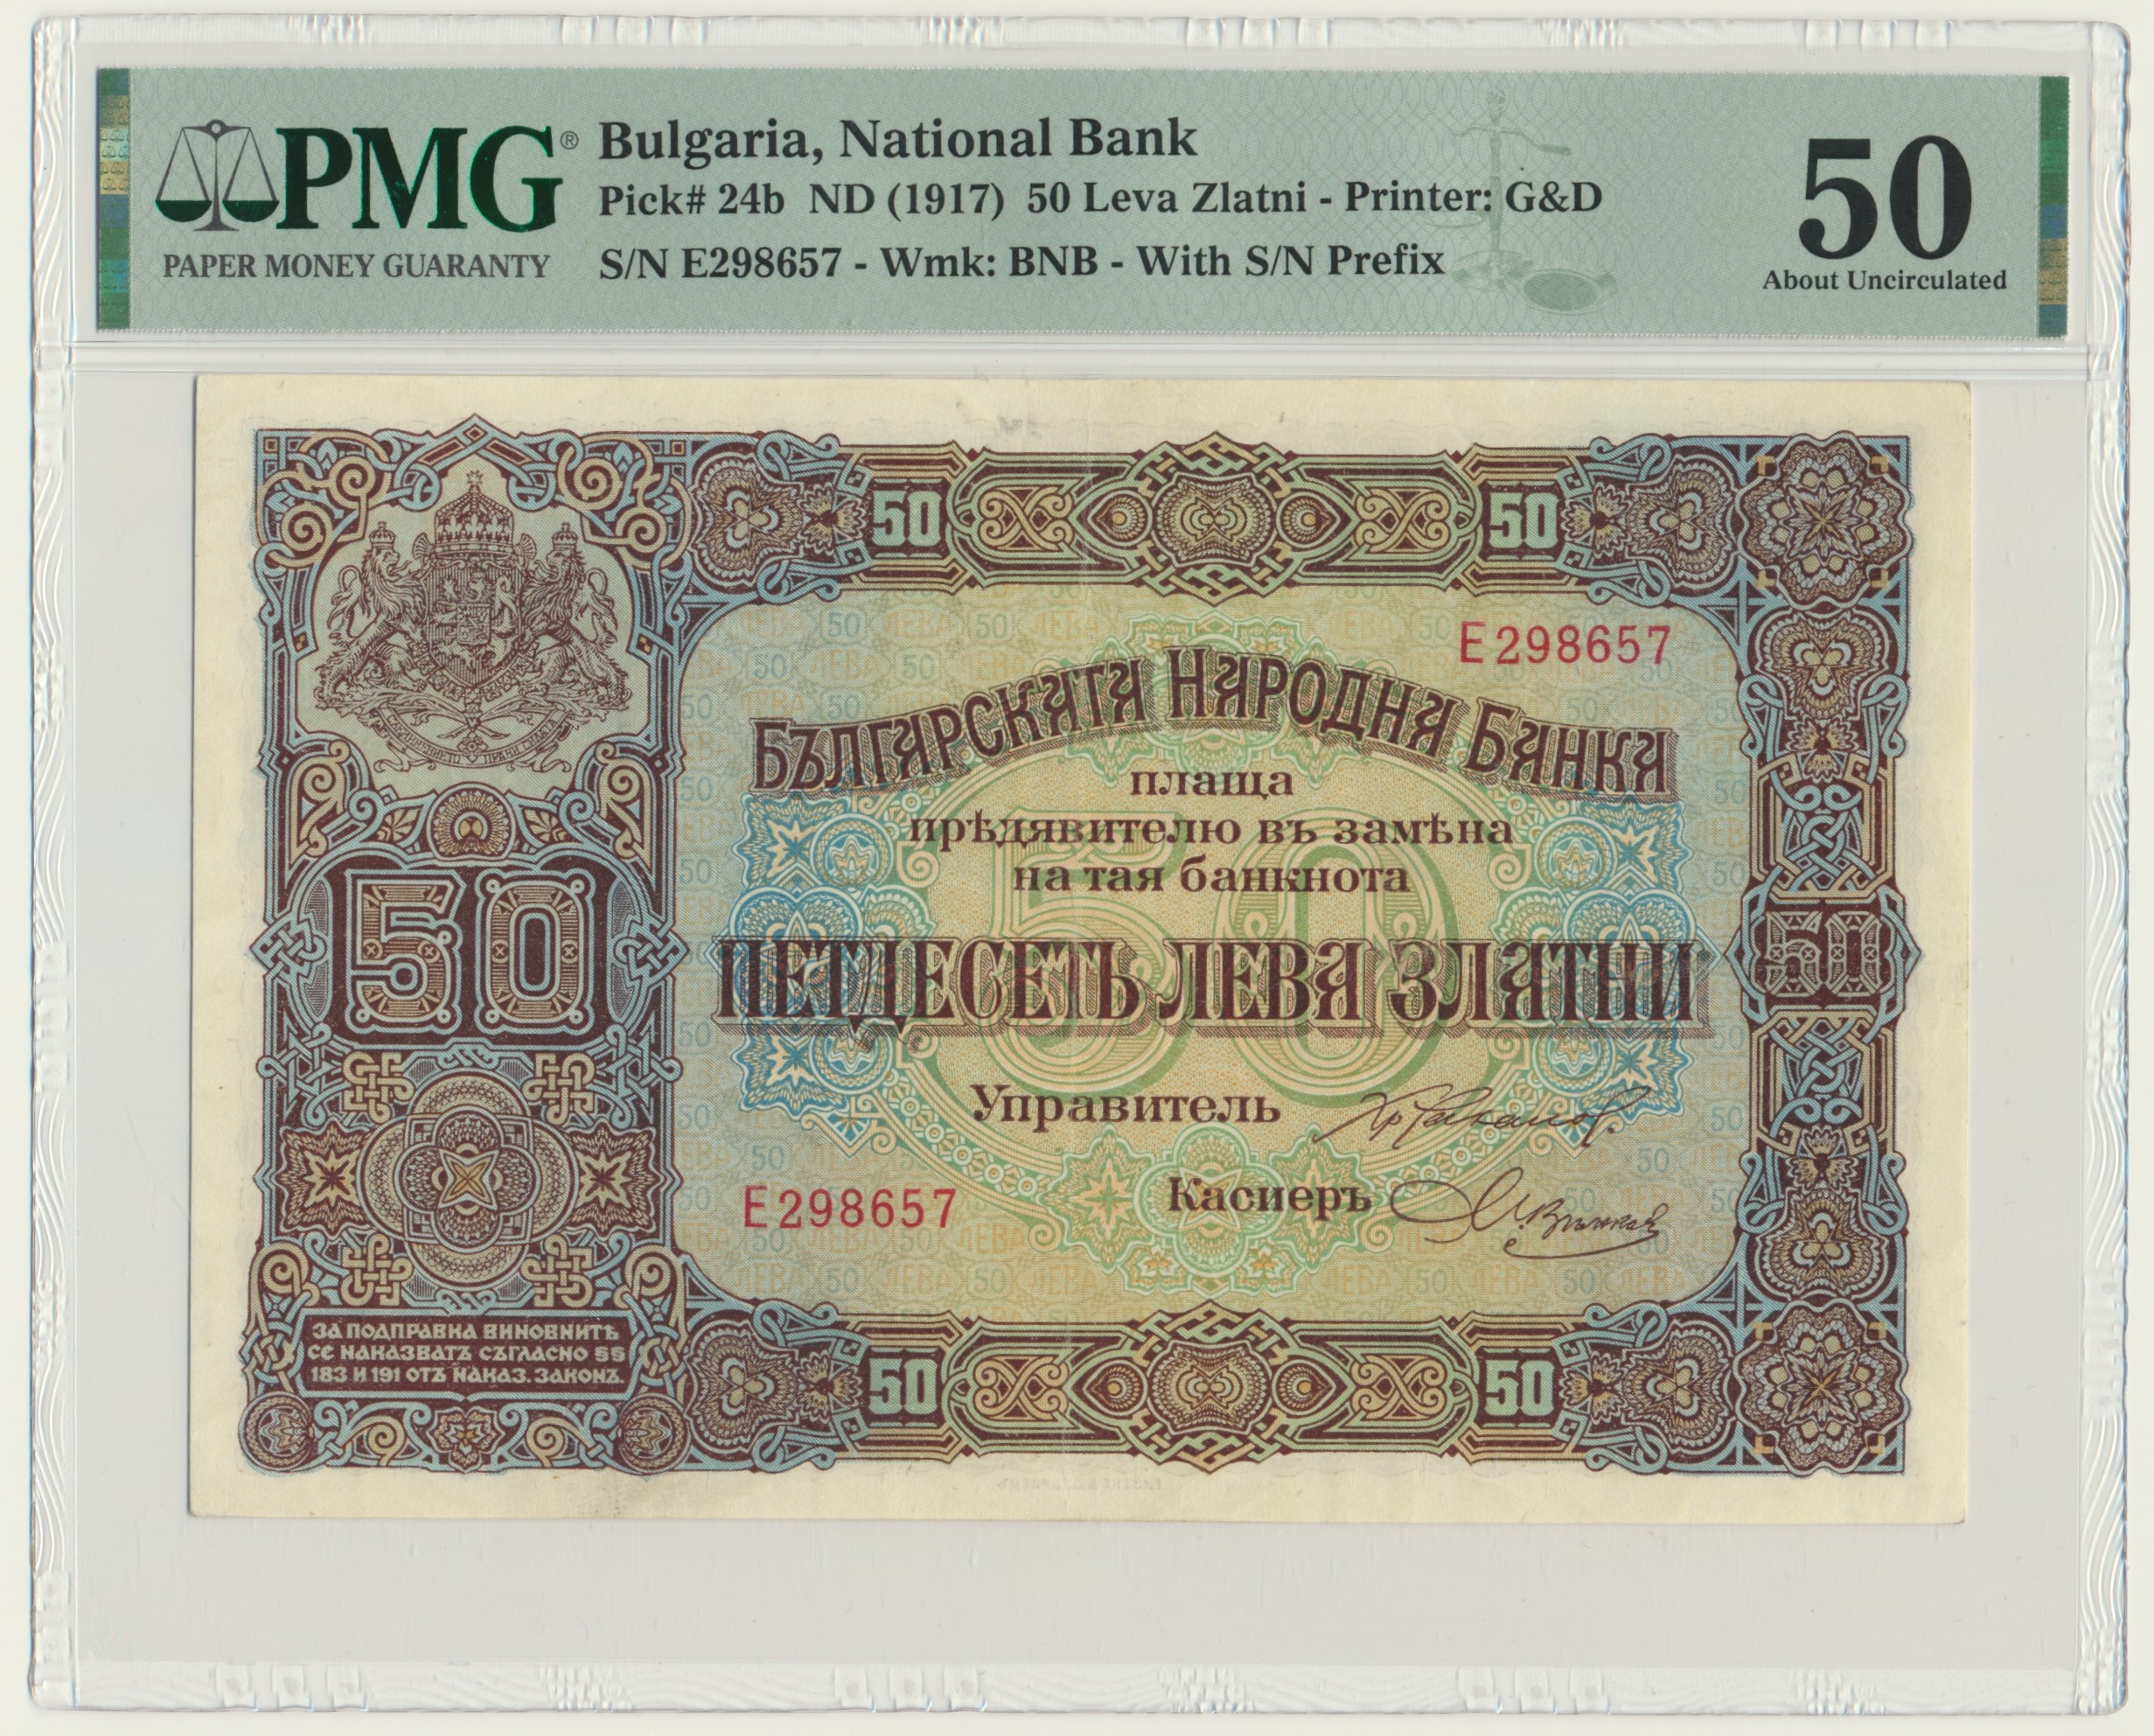 PMG®
PAPER MONEY GUARANTY
Bulgaria, National Bank
Pick# 24b ND (1917) 50 Leva Zlatni - Printer: G&D
S/N E298657 - Wmk: BNB - With S/N Prefix
50
About Uncirculated
50
50
E298657
БЪЛГАРСКАТА НАРОДНА БАНКА
плаща
прѣдявителю въ замѣна
на тая банкнота
50
50
50
ПЕТДЕСЕТЬ ЛЕВА ЗЛАТНИ
Управитель
E298657
Касиеръ
ЗА ПОДПРАВКА ВИНОВНИТѢ
СЕ НАКАЗВАТЪ СЪГЛАСНО §§
183 И 191 ОТЪ НАКАЗ. ЗАКОНЪ.
50
50